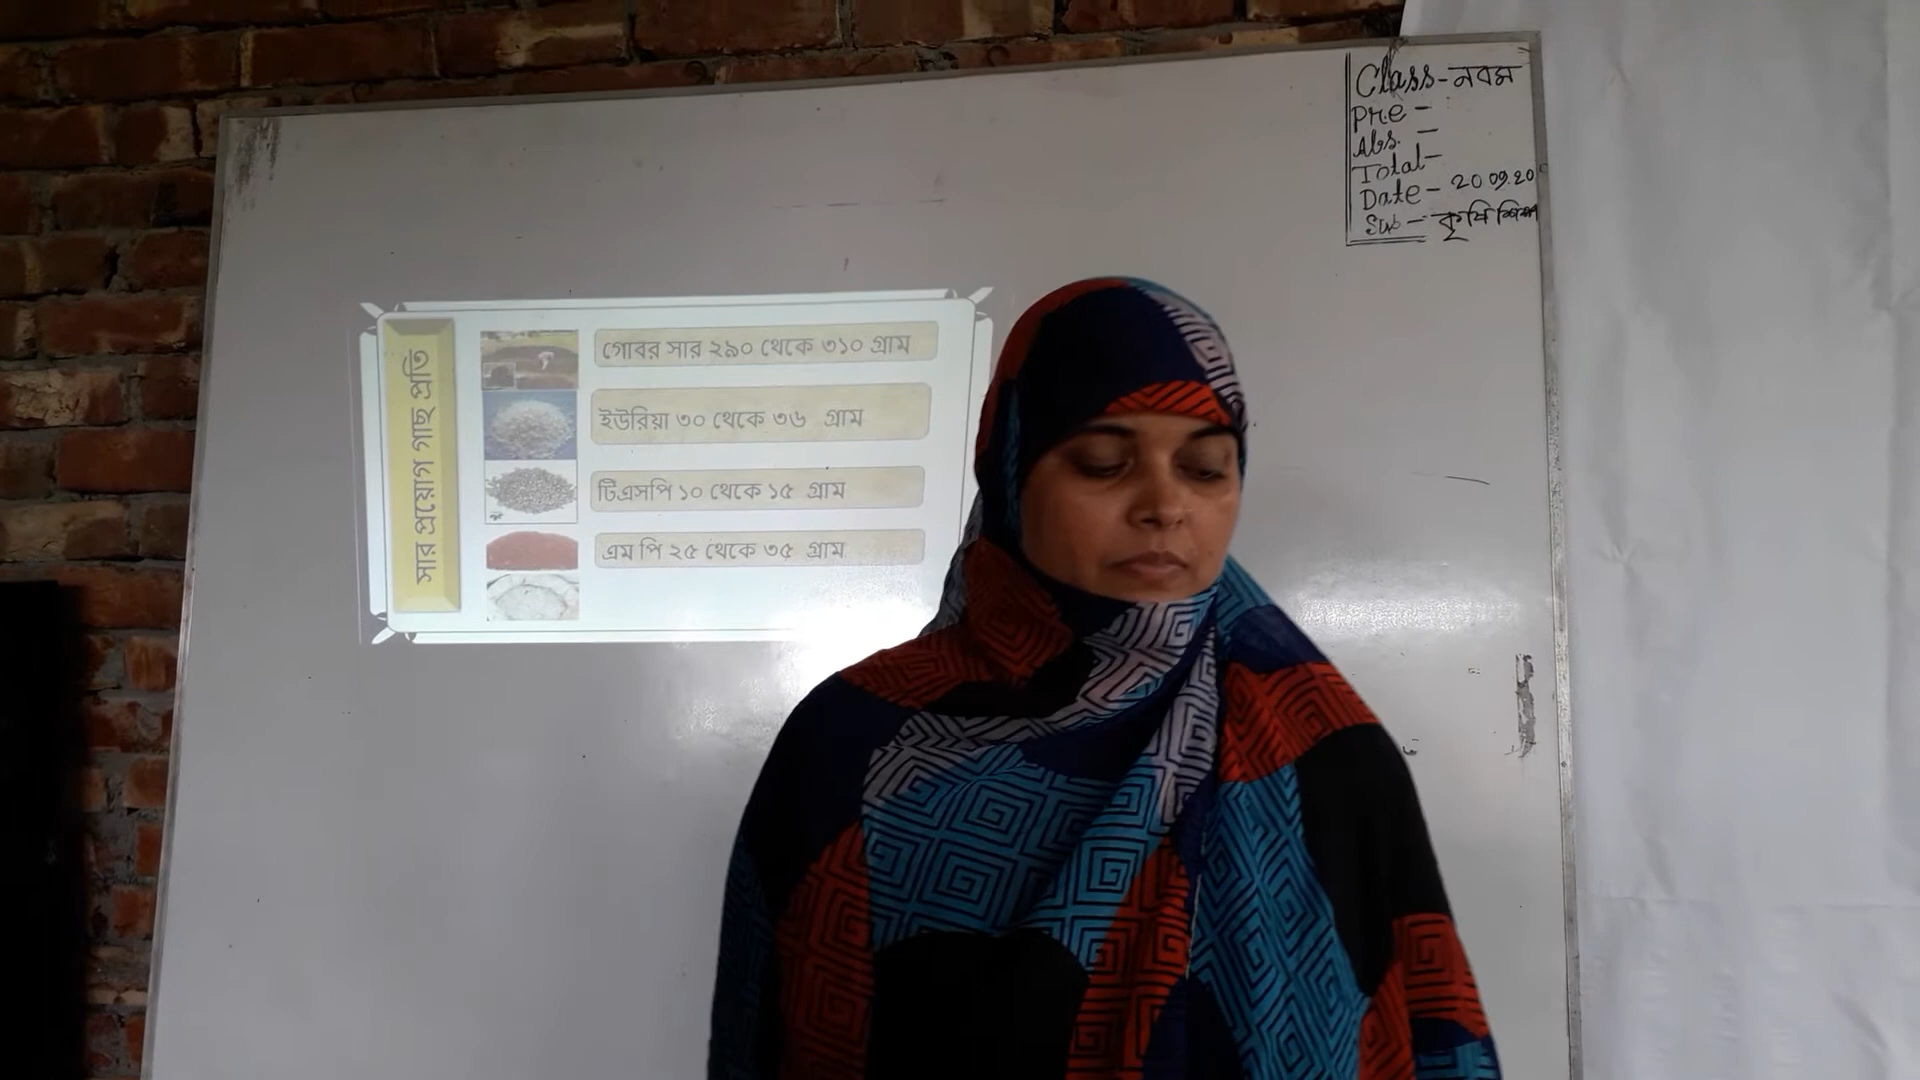 সার প্রয়োগ গাছ প্রতি
গোবর সার ২৯০ থেকে ৩১০ গ্রাম
ইউরিয়া ৩০ থেকে ৩৬ গ্রাম
টিএসপি ১০ থেকে ১৫ গ্রাম
এম পি ২৫ থেকে ৩৫ গ্রাম
Class - নবম
Pre -
Abs. -
Total -
Date - 20.09.20
Sub - কৃষি শিক্ষা